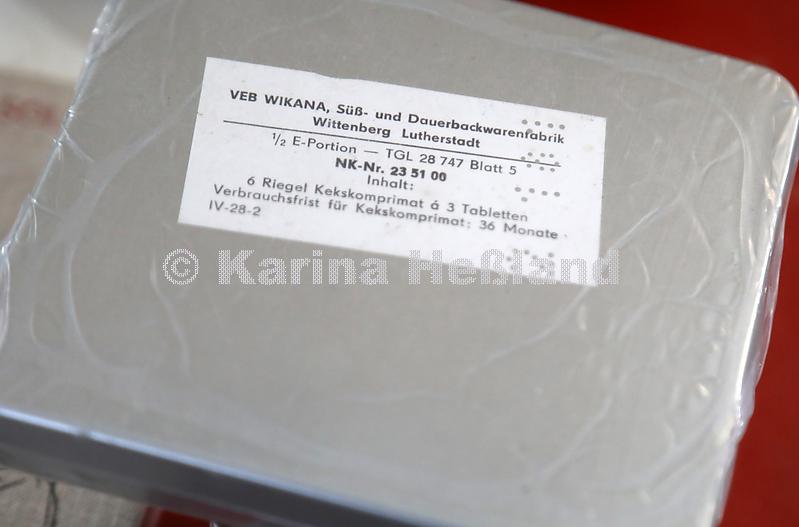 VEB WIKANA, Süß- und Dauerbackwarenfabrik
Wittenberg Lutherstadt
½ E-Portion — TGL 28 747 Blatt 5
NK-Nr. 23 51 00
Inhalt:
6 Riegel Kekskomprimat á 3 Tabletten
Verbrauchsfrist für Kekskomprimat: 36 Monate
IV-28-2
© Karina Heßland